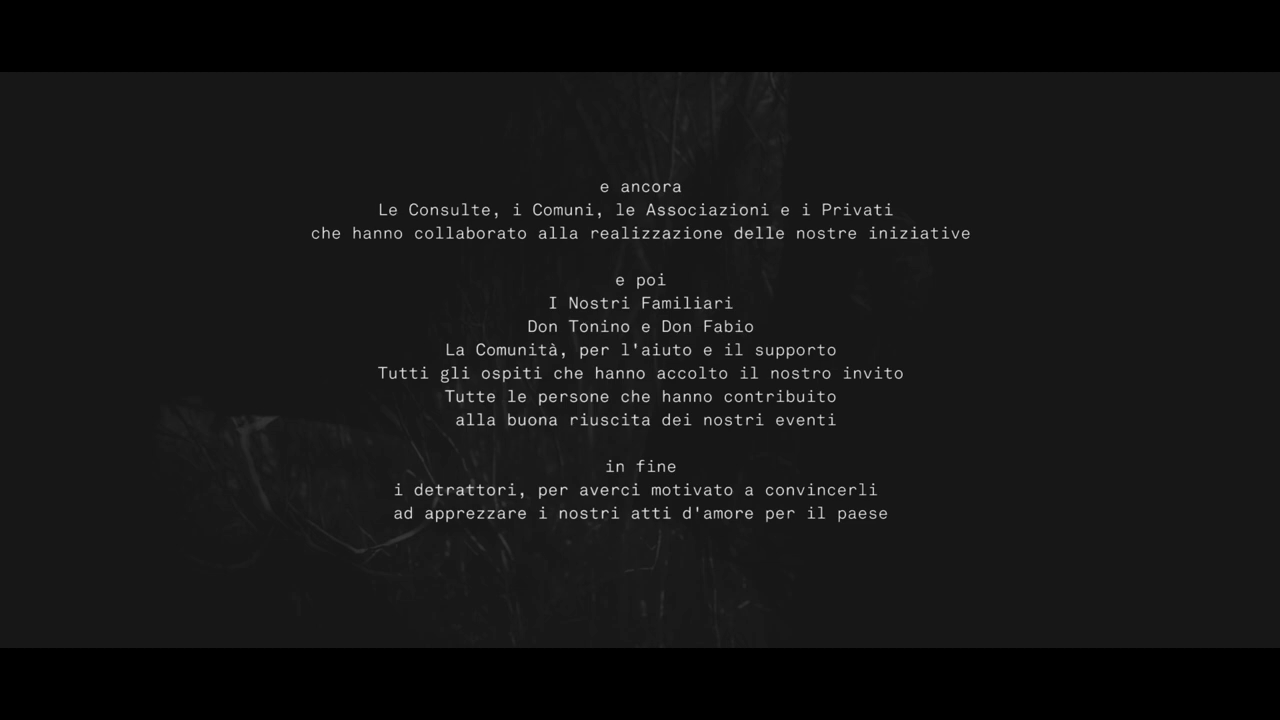 e ancora
Le Consulte, i Comuni, le Associazioni e i Privati
che hanno collaborato alla realizzazione delle nostre iniziative
e poi
I Nostri Familiari
Don Tonino e Don Fabio
La Comunità, per l'aiuto e il supporto
Tutti gli ospiti che hanno accolto il nostro invito
Tutte le persone che hanno contribuito
alla buona riuscita dei nostri eventi
in fine
i detrattori, per averci motivato a convincerli
ad apprezzare i nostri atti d'amore per il paese